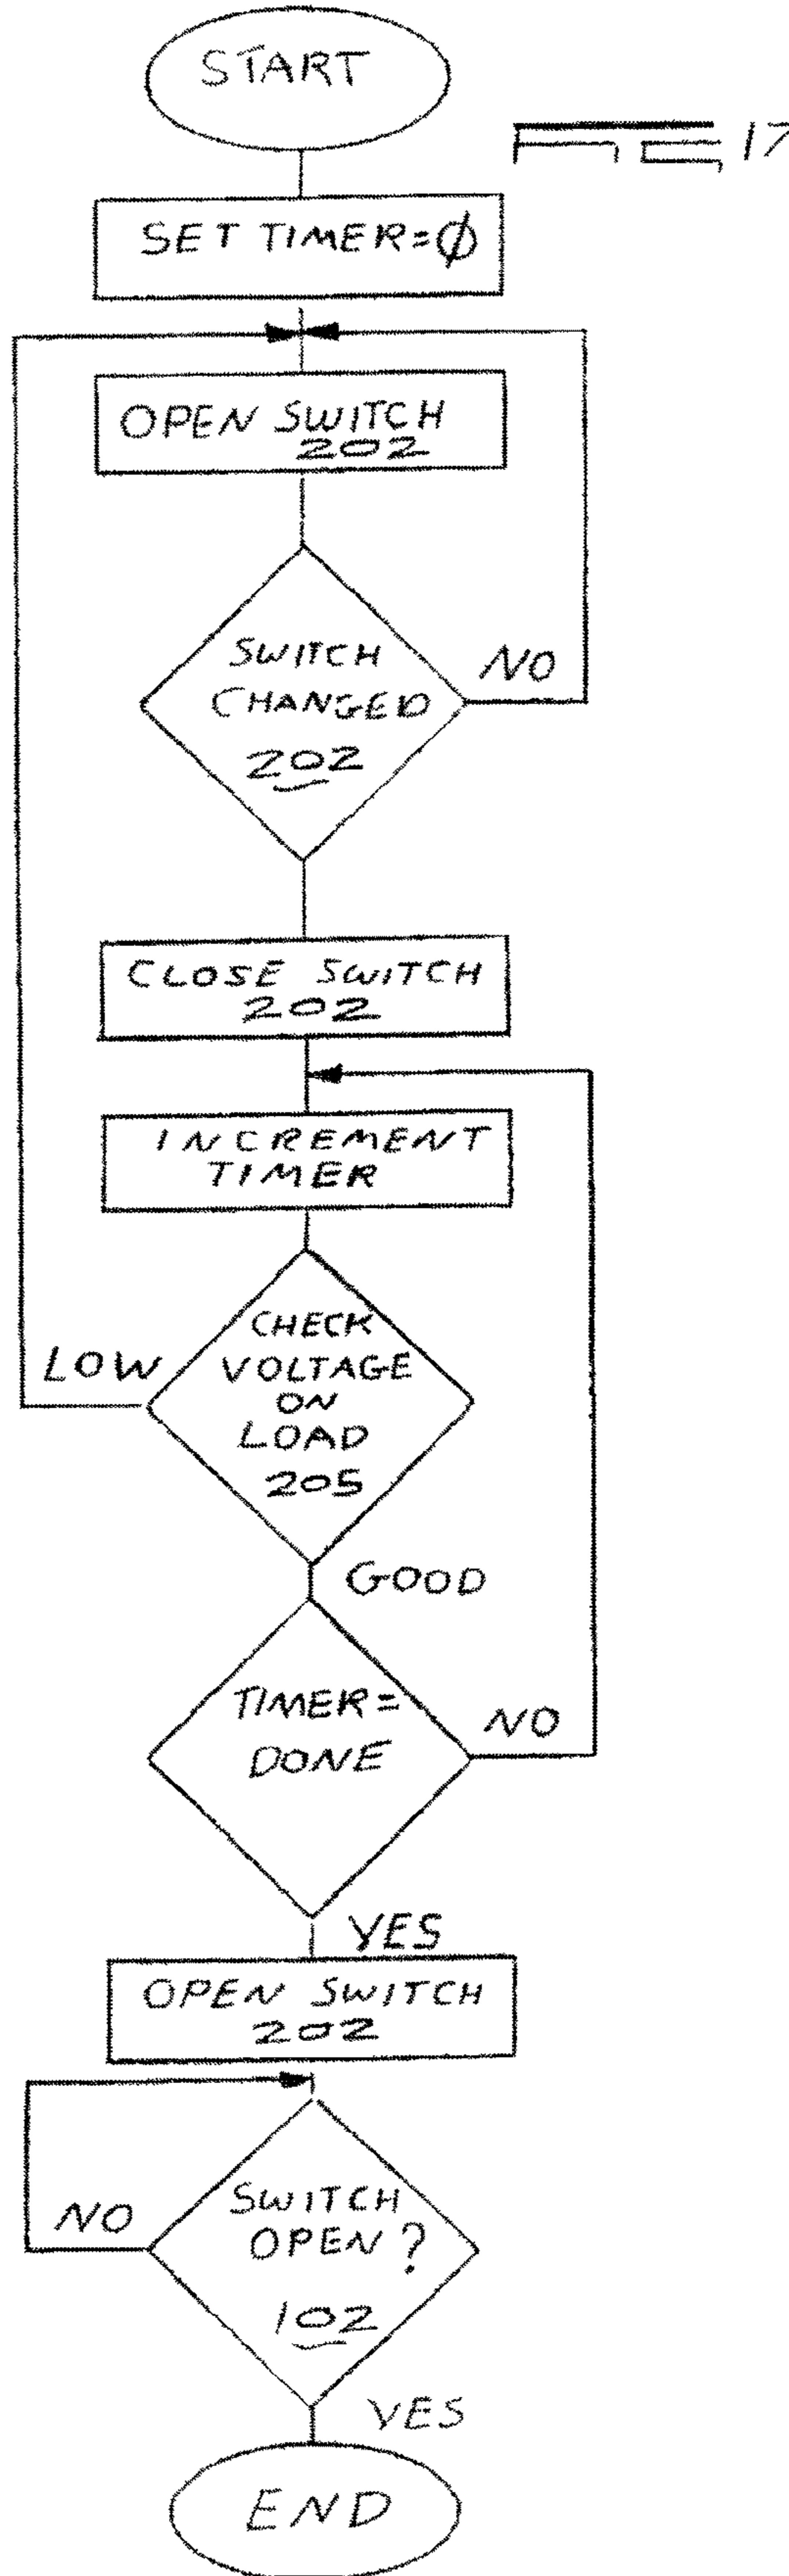 START
17
SET TIMER=Ø
OPEN SWITCH
202
SWITCH
CHANGED
202
NO
CLOSE SWITCH
202
INCREMENT
TIMER
CHECK
VOLTAGE
ON
LOAD
205
LOW
GOOD
TIMER=
DONE
NO
YES
OPEN SWITCH
202
SWITCH
OPEN?
102
NO
YES
END